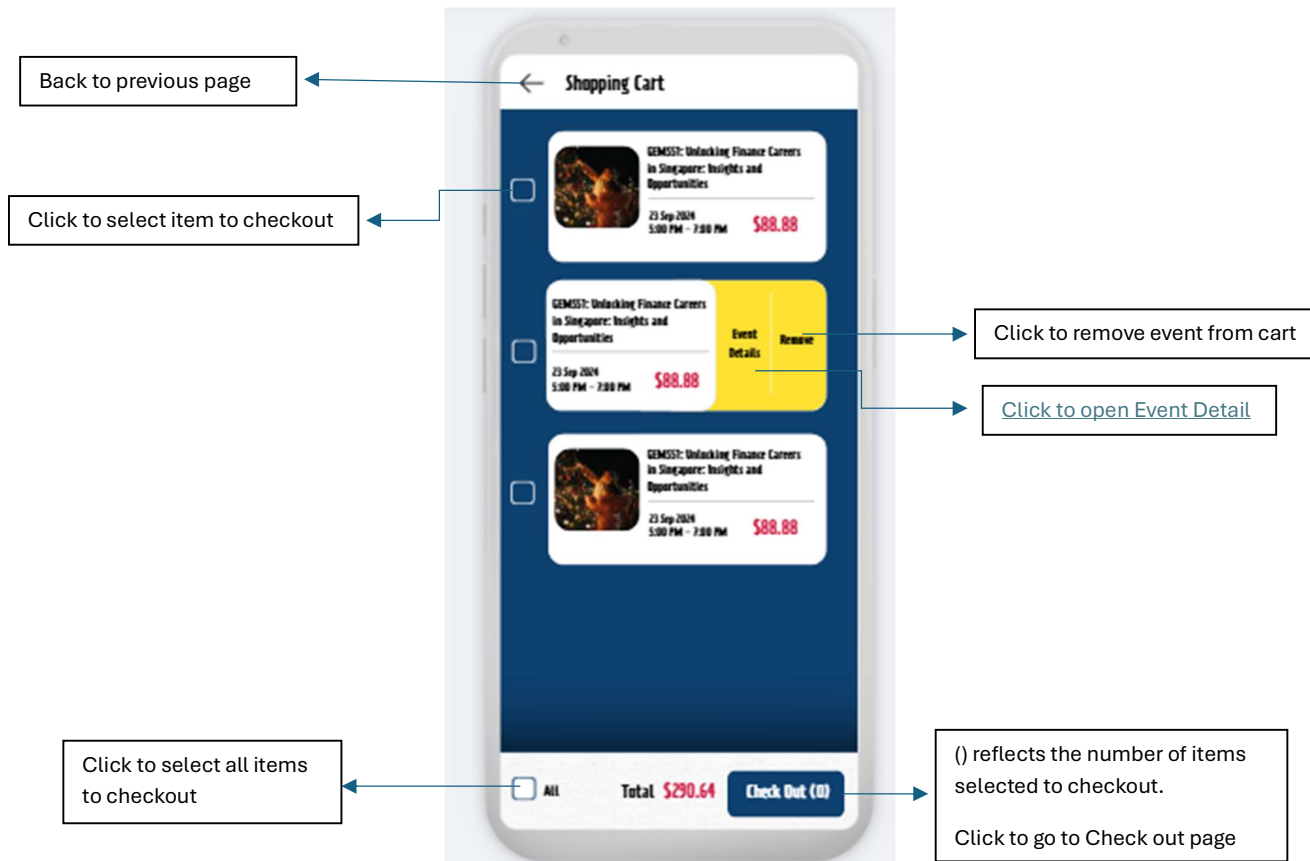 Shopping Cart
Back to previous page
GEM557: Unlocking Finance Careers
in Singapore: Insights and
Opportunities
23 Sep 2024
5:00 PM – 7:00 PM
$88.88
Click to select item to checkout
GEM557: Unlocking Finance Careers
in Singapore: Insights and
Opportunities
23 Sep 2024
5:00 PM – 7:00 PM
$88.88
Event
Details
Remove
Click to remove event from cart
Click to open Event Detail
GEM557: Unlocking Finance Careers
in Singapore: Insights and
Opportunities
23 Sep 2024
5:00 PM – 7:00 PM
$88.88
Click to select all items
to checkout
All
Total $290.64
Check Out (0)
() reflects the number of items
selected to checkout.
Click to go to Check out page